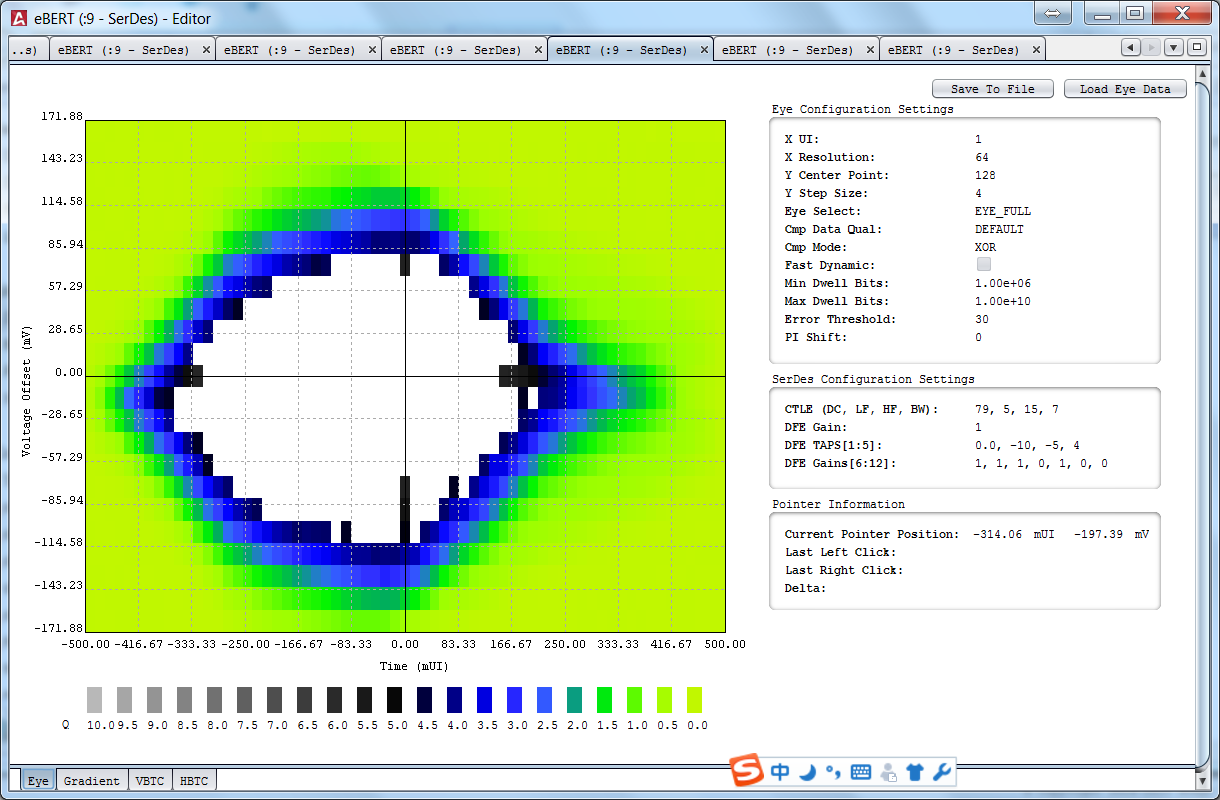 eBERT (:9 - SerDes) - Editor
..s) eBERT (:9 - SerDes) × eBERT (:9 - SerDes) × eBERT (:9 - SerDes) × eBERT (:9 - SerDes) × eBERT (:9 - SerDes) × eBERT (:9 - SerDes) ×
Save To File Load Eye Data
Eye Configuration Settings
X UI: 1
X Resolution: 64
Y Center Point: 128
Y Step Size: 4
Eye Select: EYE_FULL
Cmp Data Qual: DEFAULT
Cmp Mode: XOR
Fast Dynamic:
Min Dwell Bits: 1.00e+06
Max Dwell Bits: 1.00e+10
Error Threshold: 30
PI Shift: 0
SerDes Configuration Settings
CTLE (DC, LF, HF, BW): 79, 5, 15, 7
DFE Gain: 1
DFE TAPS[1:5]: 0.0, -10, -5, 4
DFE Gains[6:12]: 1, 1, 1, 0, 1, 0, 0
Pointer Information
Current Pointer Position: -314.06 mUI -197.39 mV
Last Left Click:
Last Right Click:
Delta:
171.88
143.23
114.58
85.94
57.29
28.65
0.00
-28.65
-57.29
-85.94
-114.58
-143.23
-171.88
Voltage Offset (mV)
-500.00 -416.67 -333.33 -250.00 -166.67 -83.33 0.00 83.33 166.67 250.00 333.33 416.67 500.00
Time (mUI)
Q 10.0 9.5 9.0 8.5 8.0 7.5 7.0 6.5 6.0 5.5 5.0 4.5 4.0 3.5 3.0 2.5 2.0 1.5 1.0 0.5 0.0
Eye Gradient VBTC HBTC
中